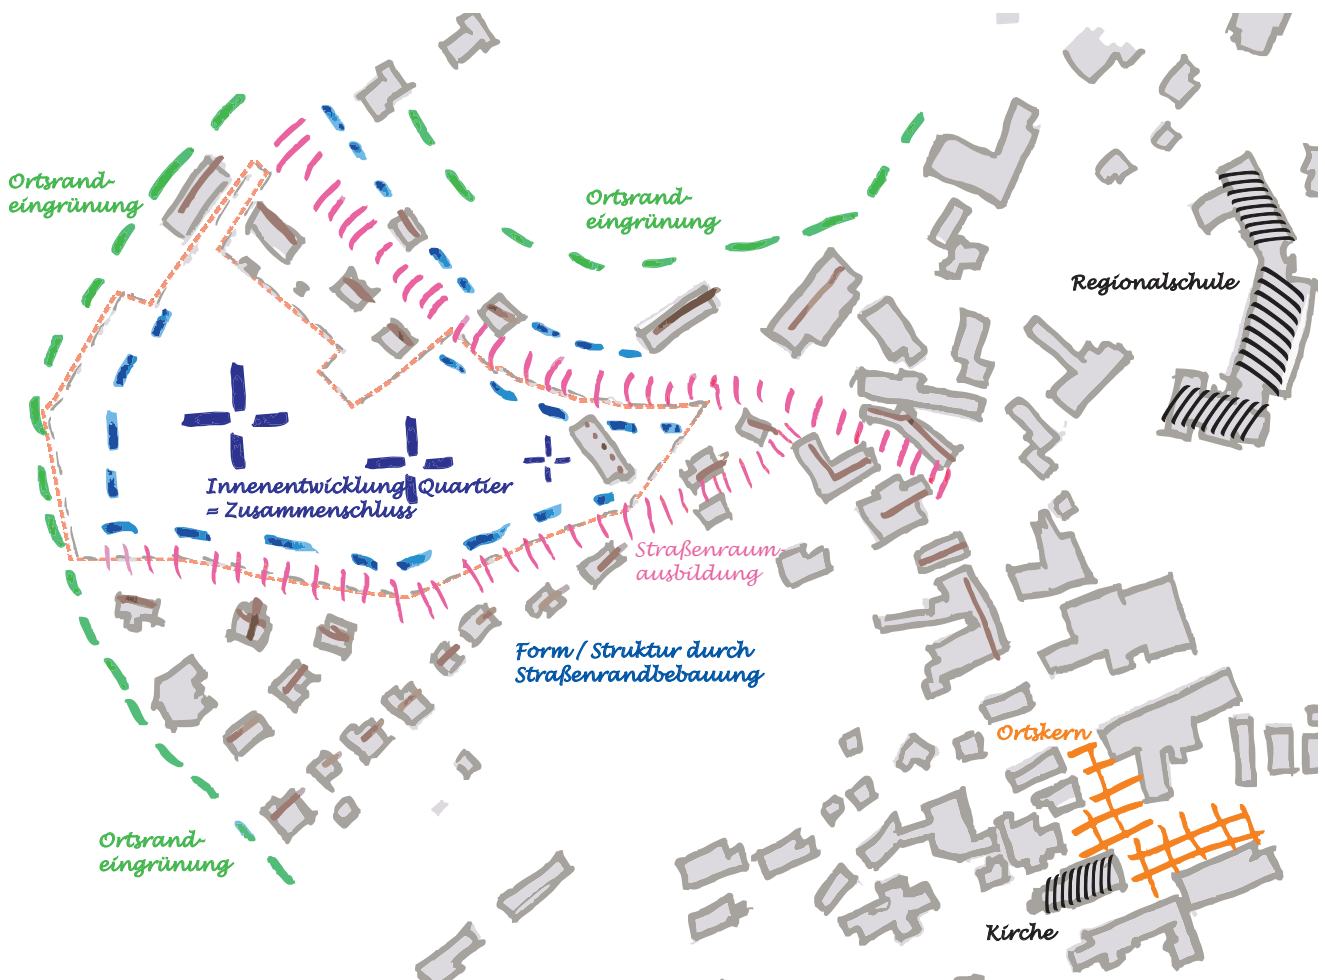 Ortsrand-
eingrünung
Ortsrand-
eingrünung
Regionalschule
Innenentwicklung Quartier
= Zusammenschluss
Straßenraum-
ausbildung
Form / Struktur durch
Straßenrandbebauung
Ortskern
Ortsrand-
eingrünung
Kirche